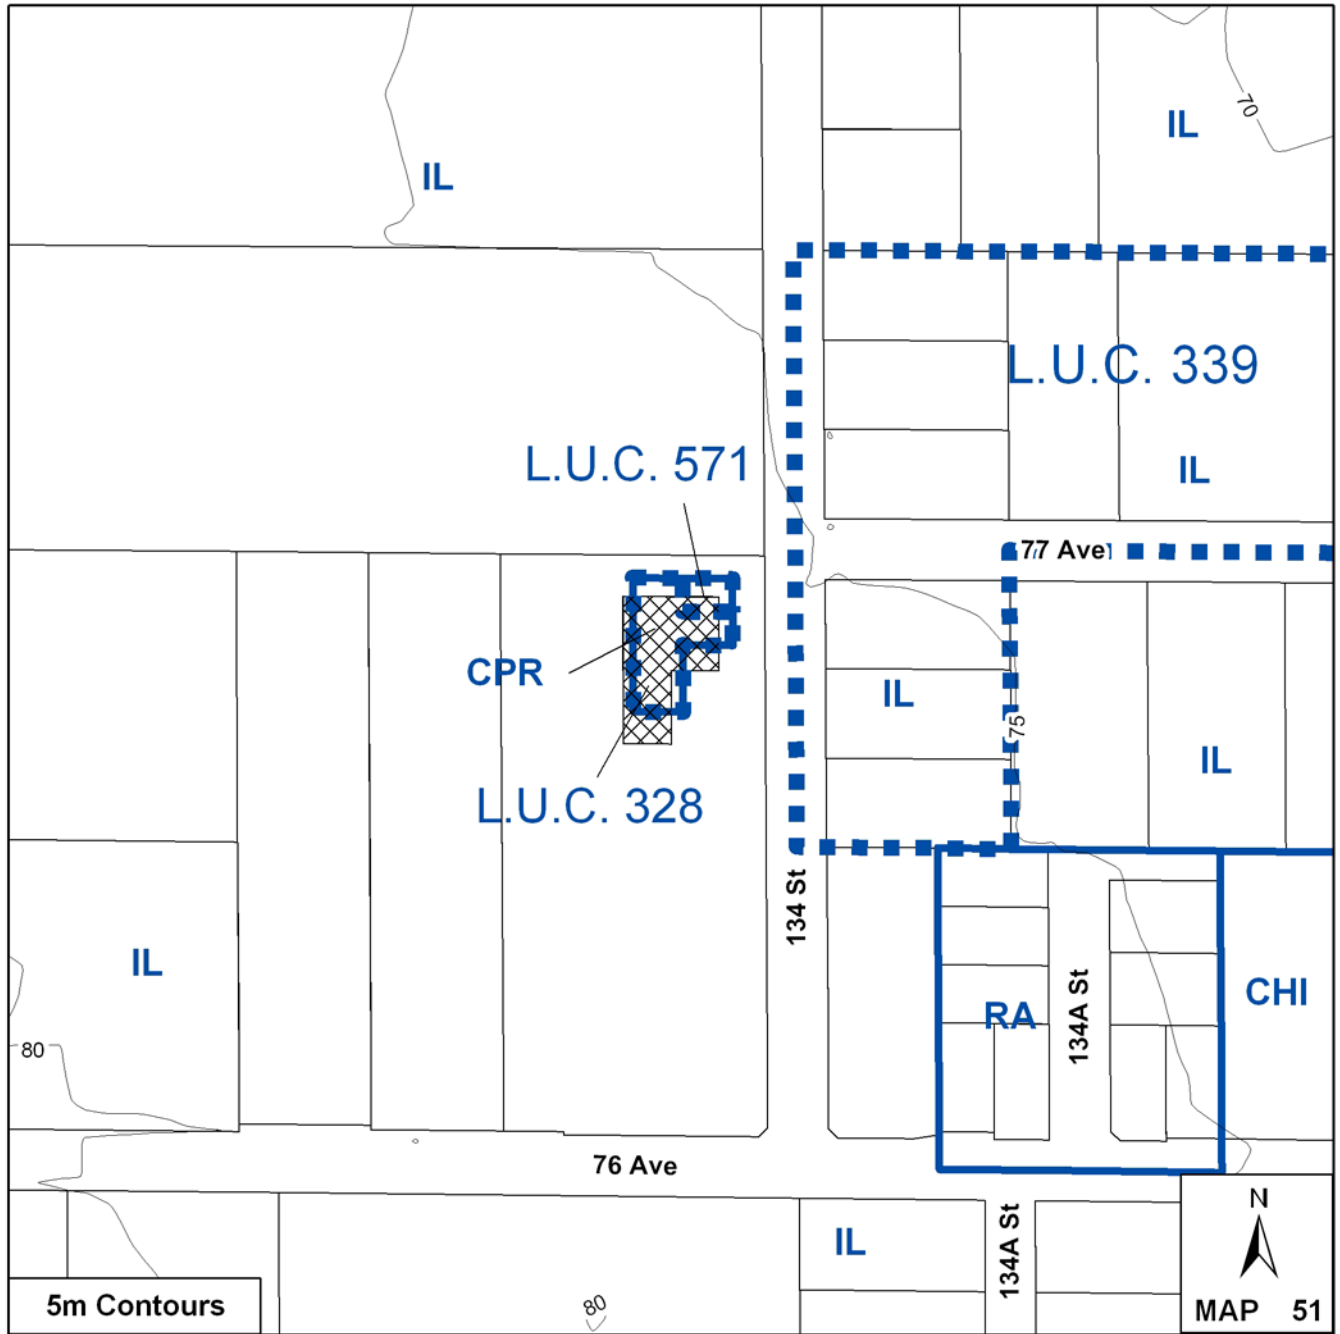 70
IL
IL
L.U.C. 339
L.U.C. 571
IL
77 Ave
CPR
IL
75
IL
L.U.C. 328
134 St
IL
RA
134A St
CHI
80
76 Ave
N
IL
134A St
5m Contours
80
MAP 51